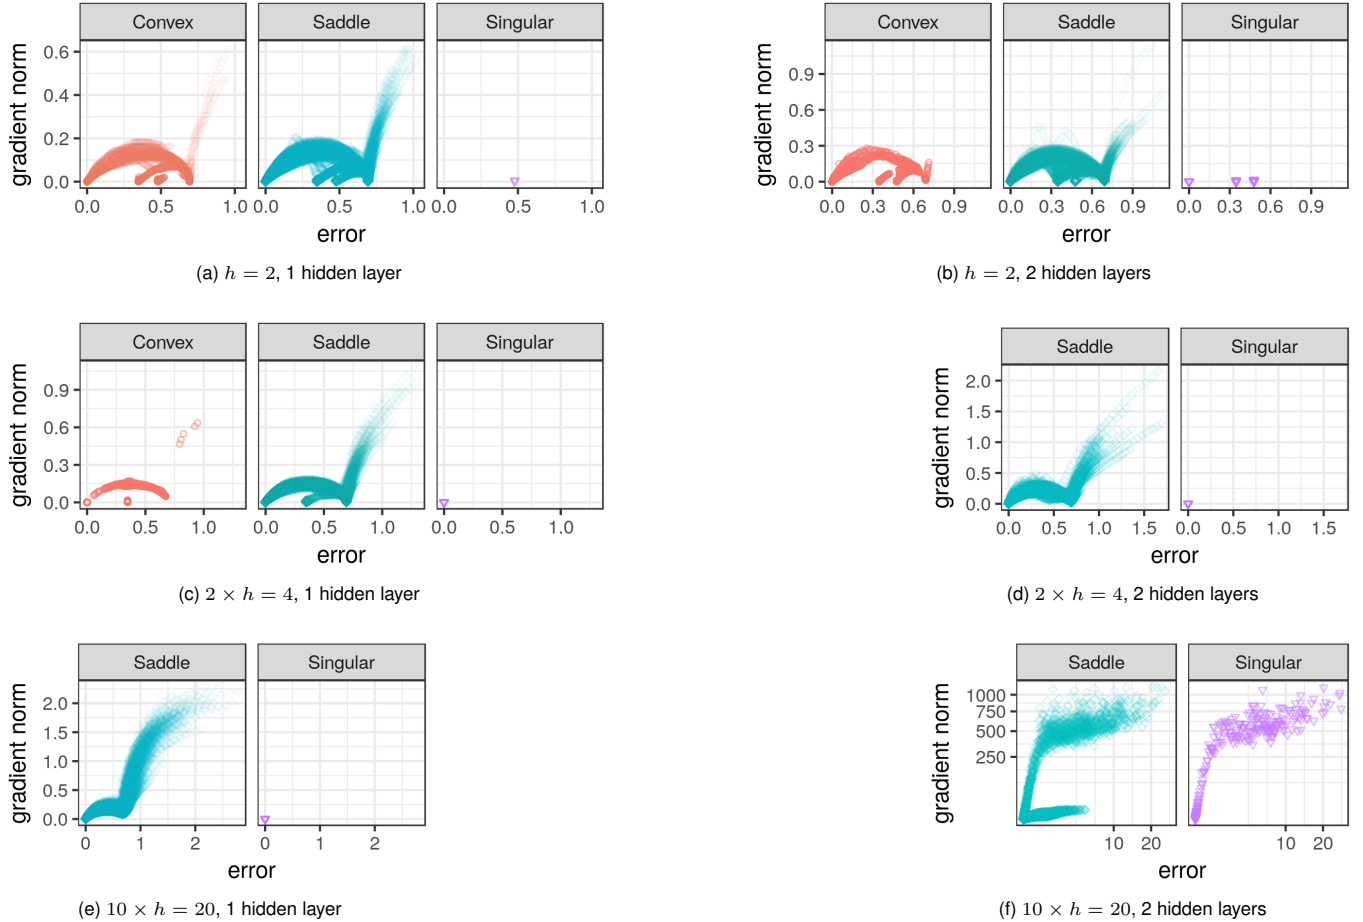 Convex Saddle Singular
gradient norm
0.6
0.4
0.2
0.0
0.0 0.5 1.0 0.0 0.5 1.0 0.0 0.5 1.0
error
(a) h = 2, 1 hidden layer
Convex Saddle Singular
gradient norm
0.9
0.6
0.3
0.0
0.0 0.3 0.6 0.9 0.0 0.3 0.6 0.9 0.0 0.3 0.6 0.9
error
(b) h = 2, 2 hidden layers
Convex Saddle Singular
gradient norm
0.9
0.6
0.3
0.0
0.0 0.5 1.0 0.0 0.5 1.0 0.0 0.5 1.0
error
(c) 2 × h = 4, 1 hidden layer
Saddle Singular
gradient norm
2.0
1.5
1.0
0.5
0.0
0.0 0.5 1.0 1.5 0.0 0.5 1.0 1.5
error
(d) 2 × h = 4, 2 hidden layers
Saddle Singular
gradient norm
2.0
1.5
1.0
0.5
0.0
0 1 2 0 1 2
error
(e) 10 × h = 20, 1 hidden layer
Saddle Singular
gradient norm
1000
750
500
250
10 20 10 20
error
(f) 10 × h = 20, 2 hidden layers